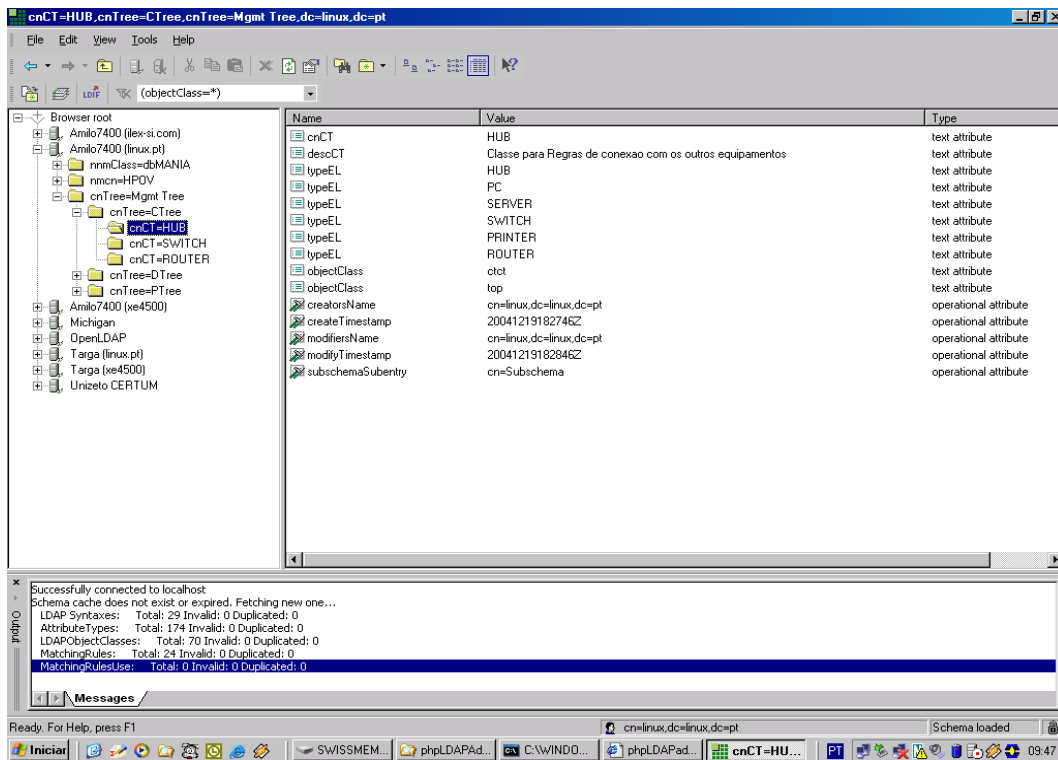 cnCT=HUB,cnTree=CTree,cnTree=Mgmt Tree,dc=linux,dc=pt
File Edit View Tools Help
LDIF (objectClass=*)
Browser root
Amilo7400 (ilex-si.com)
Amilo7400 (linux.pt)
nnmClass=dbMANIA
nmcn=HPOV
cnTree=Mgmt Tree
cnTree=CTree
cnCT=HUB
cnCT=SWITCH
cnCT=ROUTER
cnTree=DTree
cnTree=PTree
Amilo7400 (xe4500)
Michigan
OpenLDAP
Targa (linux.pt)
Targa (xe4500)
Unizeto CERTUM
Name Value Type
cnCT HUB text attribute
descCT Classe para Regras de conexao com os outros equipamentos text attribute
typeEL HUB text attribute
typeEL PC text attribute
typeEL SERVER text attribute
typeEL SWITCH text attribute
typeEL PRINTER text attribute
typeEL ROUTER text attribute
objectClass ctct text attribute
objectClass top text attribute
creatorsName cn=linux,dc=linux,dc=pt operational attribute
createTimestamp 20041219182746Z operational attribute
modifiersName cn=linux,dc=linux,dc=pt operational attribute
modifyTimestamp 20041219182846Z operational attribute
subschemaSubentry cn=Subschema operational attribute
Output
Successfully connected to localhost
Schema cache does not exist or expired. Fetching new one...
LDAP Syntaxes: Total: 29 Invalid: 0 Duplicated: 0
AttributeTypes: Total: 174 Invalid: 0 Duplicated: 0
LDAPObjectClasses: Total: 70 Invalid: 0 Duplicated: 0
MatchingRules: Total: 24 Invalid: 0 Duplicated: 0
MatchingRulesUse: Total: 0 Invalid: 0 Duplicated: 0
Messages
Ready. For Help, press F1 cn=linux,dc=linux,dc=pt Schema loaded
Iniciar SWISSMEM... phpLDAPAd... C:\WINDO... phpLDAPad... cnCT=HU... PT 09:47